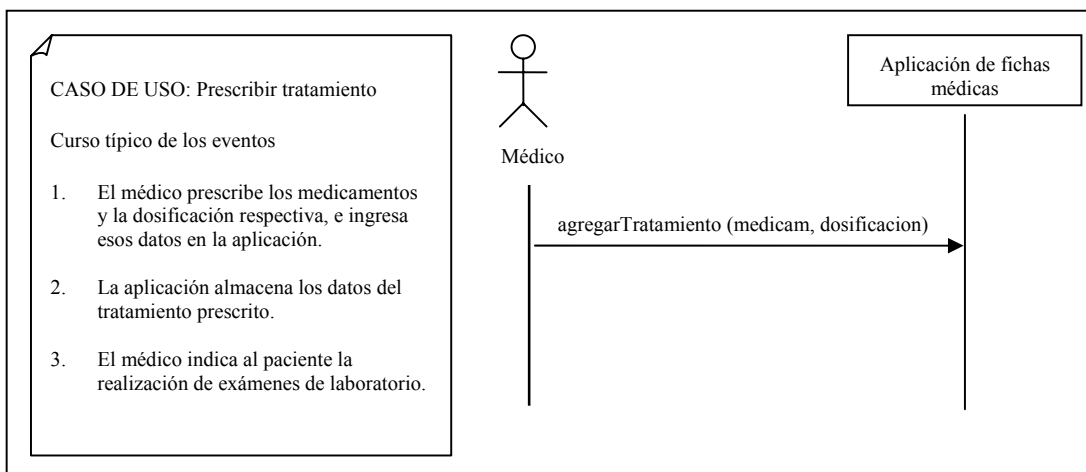 CASO DE USO: Prescribir tratamiento
Curso típico de los eventos
1. El médico prescribe los medicamentos
y la dosificación respectiva, e ingresa
esos datos en la aplicación.
2. La aplicación almacena los datos del
tratamiento prescrito.
3. El médico indica al paciente la
realización de exámenes de laboratorio.
Médico
Aplicación de fichas
médicas
agregarTratamiento (medicam, dosificacion)